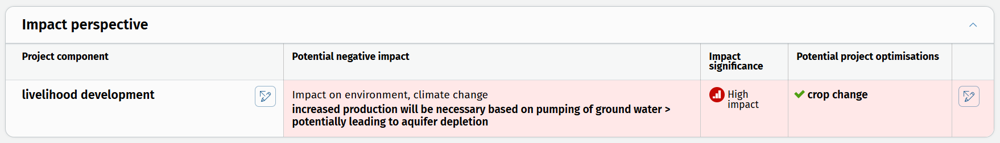 Impact perspective
Project component
Potential negative impact
Impact
significance
Potential project optimisations
livelihood development
Impact on environment, climate change
increased production will be necessary based on pumping of ground water >
potentially leading to aquifer depletion
High
impact
crop change